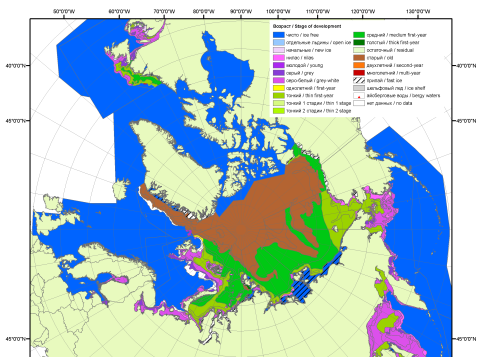 50°0'0"W 60°0'0"W 70°0'0"W 80°0'0"W 90°0'0"W 100°0'0"W 110°0'0"W 120°0'0"W 130°0'0"W
Возраст / Stage of development
чисто / ice free
отдельные льдины / open ice
начальные / new ice
нилас / nilas
молодой / young
серый / grey
серо-белый / grey-white
однолетний / first-year
тонкий / thin first-year
тонкий 1 стадии / thin 1 stage
тонкий 2 стадии / thin 2 stage
средний / medium first-year
толстый / thick first-year
остаточный / residual
старый / old
двухлетний / second-year
многолетний / multi-year
припай / fast ice
шельфовый лед / ice shelf
айсберговые воды / bergy waters
нет данных / no data
45°0'0"N
45°0'0"N
45°0'0"N
45°0'0"N